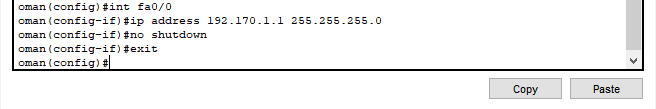 oman(config)#int fa0/0
oman(config-if)#ip address 192.170.1.1 255.255.255.0
oman(config-if)#no shutdown
oman(config-if)#exit
oman(config)#
Copy Paste